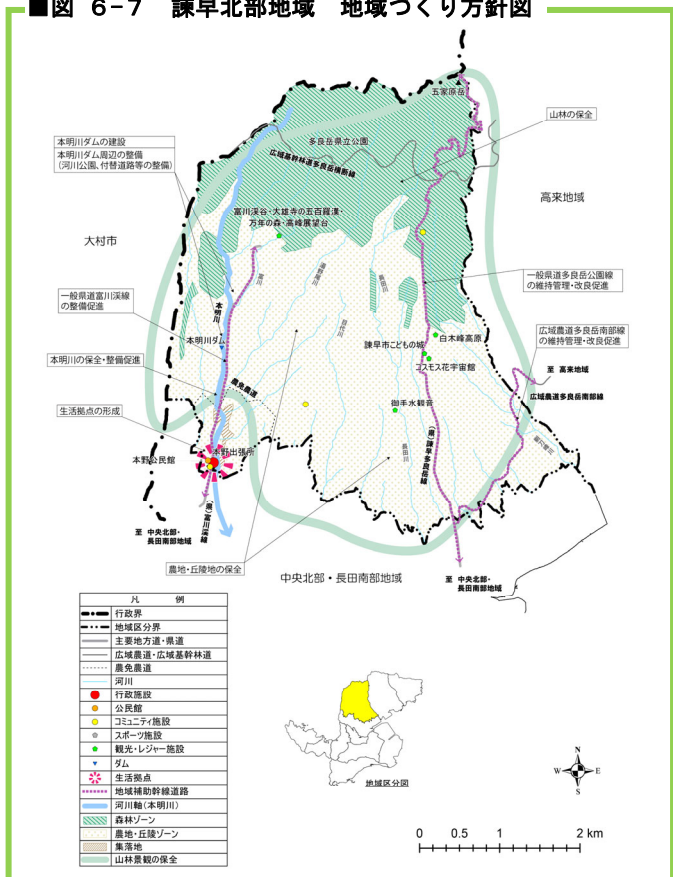 ■図 6-7 諫早北部地域 地域づくり方針図
五家原岳
山林の保全
本明川ダムの建設
本明川ダム周辺の整備
(河川公園、付替道路等の整備)
多良岳県立公園
広域基幹林道多良岳横断線
高来地域
富川渓谷・大雄寺の五百羅漢・
万年の森・高峰展望台
大村市
一般県道多良岳公園線
の維持管理・改良促進
富川
長田川
一般県道富川渓線
の整備促進
本明川
広域農道多良岳南部線
の維持管理・改良促進
白木峰高原
本明川ダム
諫早市こどもの城
コスモス花宇宙館
本明川の保全・整備促進
至 高来地域
農免農道
広域農道多良岳南部線
御手水観音
生活拠点の形成
本野出張所
本野公民館
長田川
(県)諫早多良岳線
(県)富川渓線
至 中央北部・
長田南部地域
農地・丘陵地の保全
中央北部・長田南部地域
至 中央北部・
長田南部地域
凡 例
行政界
地域区分界
主要地方道・県道
広域農道・広域基幹林道
農免農道
河川
行政施設
公民館
コミュニティ施設
スポーツ施設
観光・レジャー施設
ダム
生活拠点
地域補助幹線道路
河川軸(本明川)
森林ゾーン
農地・丘陵ゾーン
集落地
山林景観の保全
地域区分図
N
W E
S
0 0.5 1 2 km